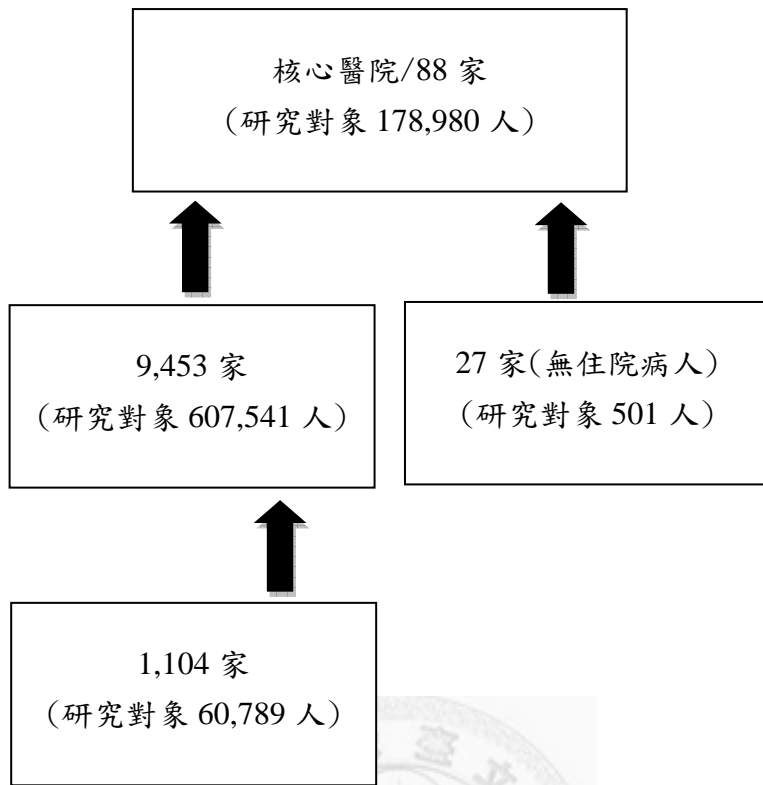 核心醫院/88 家
（研究對象 178,980 人）
9,453 家
（研究對象 607,541 人）
27 家（無住院病人）
（研究對象 501 人）
1,104 家
（研究對象 60,789 人）